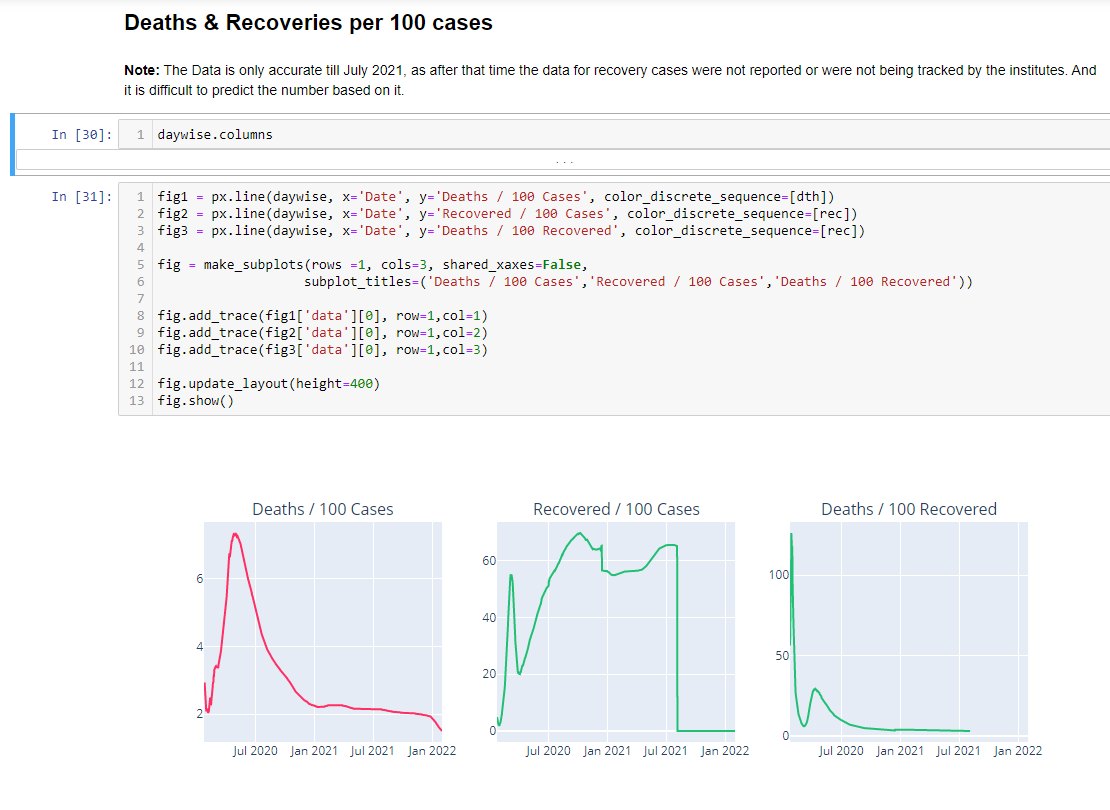 Deaths & Recoveries per 100 cases
Note: The Data is only accurate till July 2021, as after that time the data for recovery cases were not reported or were not being tracked by the institutes. And
it is difficult to predict the number based on it.
In [30]: 1 daywise.columns
...
In [31]: 1 fig1 = px.line(daywise, x='Date', y='Deaths / 100 Cases', color_discrete_sequence=[dth])
2 fig2 = px.line(daywise, x='Date', y='Recovered / 100 Cases', color_discrete_sequence=[rec])
3 fig3 = px.line(daywise, x='Date', y='Deaths / 100 Recovered', color_discrete_sequence=[rec])
4
5 fig = make_subplots(rows =1, cols=3, shared_xaxes=False,
6 subplot_titles=('Deaths / 100 Cases','Recovered / 100 Cases','Deaths / 100 Recovered'))
7
8 fig.add_trace(fig1['data'][0], row=1,col=1)
9 fig.add_trace(fig2['data'][0], row=1,col=2)
10 fig.add_trace(fig3['data'][0], row=1,col=3)
11
12 fig.update_layout(height=400)
13 fig.show()
Deaths / 100 Cases
6
4
2
Jul 2020 Jan 2021 Jul 2021 Jan 2022
Recovered / 100 Cases
60
40
20
0
Jul 2020 Jan 2021 Jul 2021 Jan 2022
Deaths / 100 Recovered
100
50
0
Jul 2020 Jan 2021 Jul 2021 Jan 2022